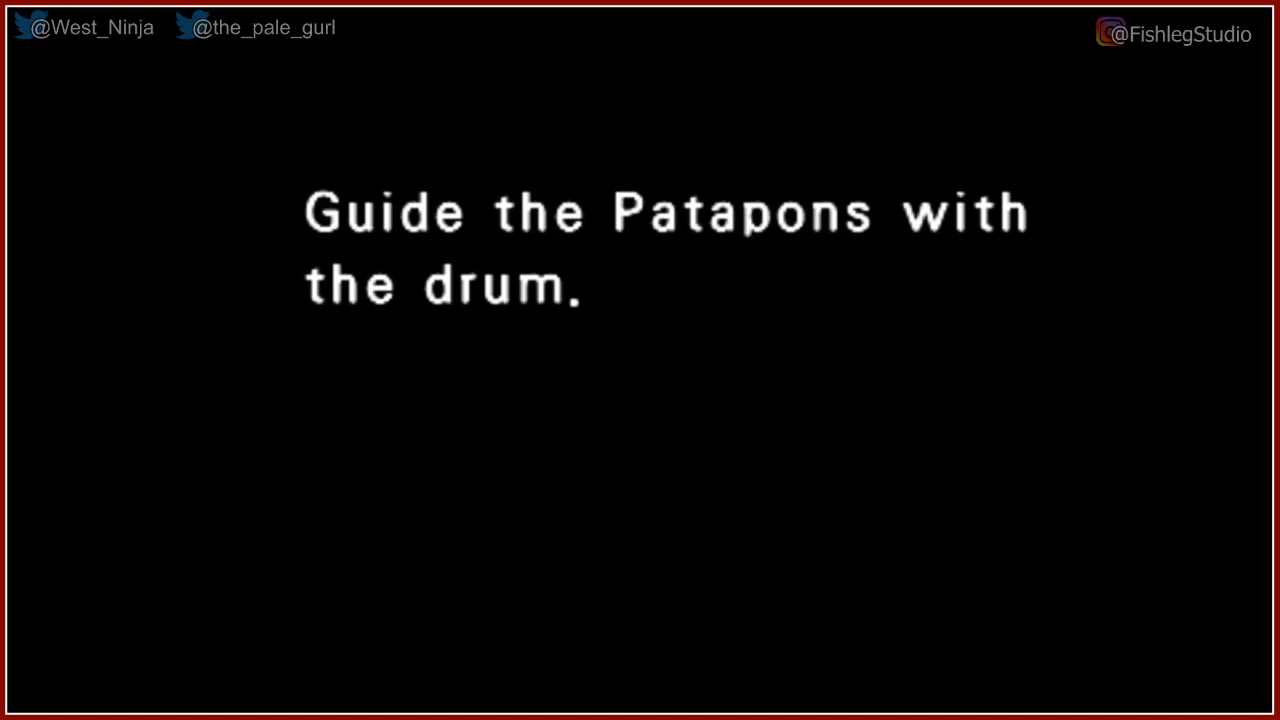 @West_Ninja @the_pale_gurl @FishlegStudio
Guide the Patapons with
the drum.